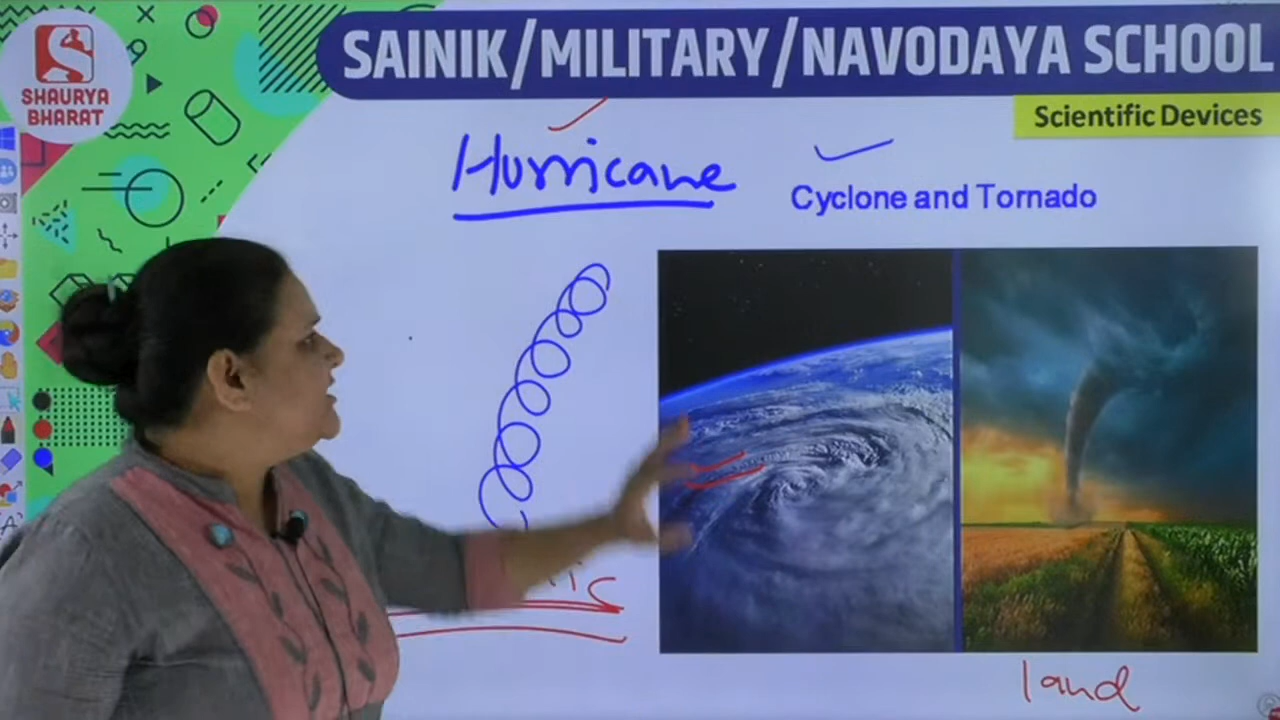 SAINIK/MILITARY/NAVODAYA SCHOOL
SHAURYA
BHARAT
Scientific Devices
Hurricane
Cyclone and Tornado
land